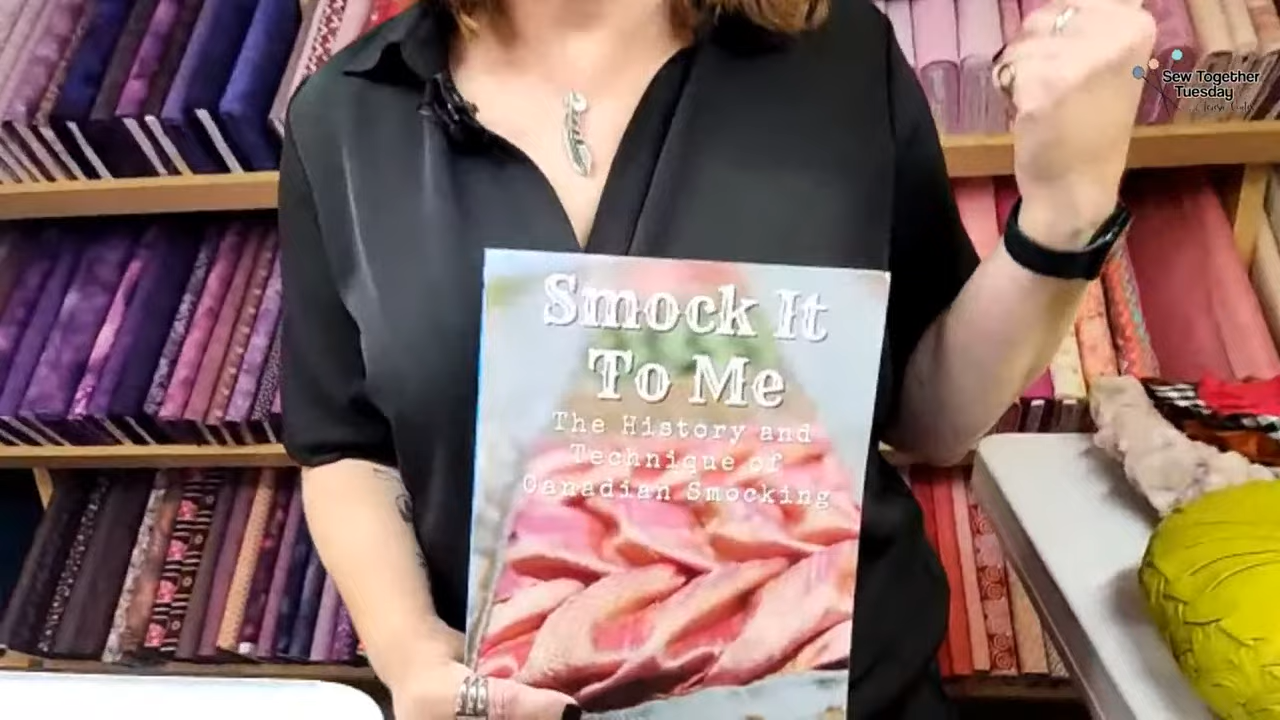 Sew Together
Tuesday
Smock It
To Me
The History and
Technique of
Canadian Smocking